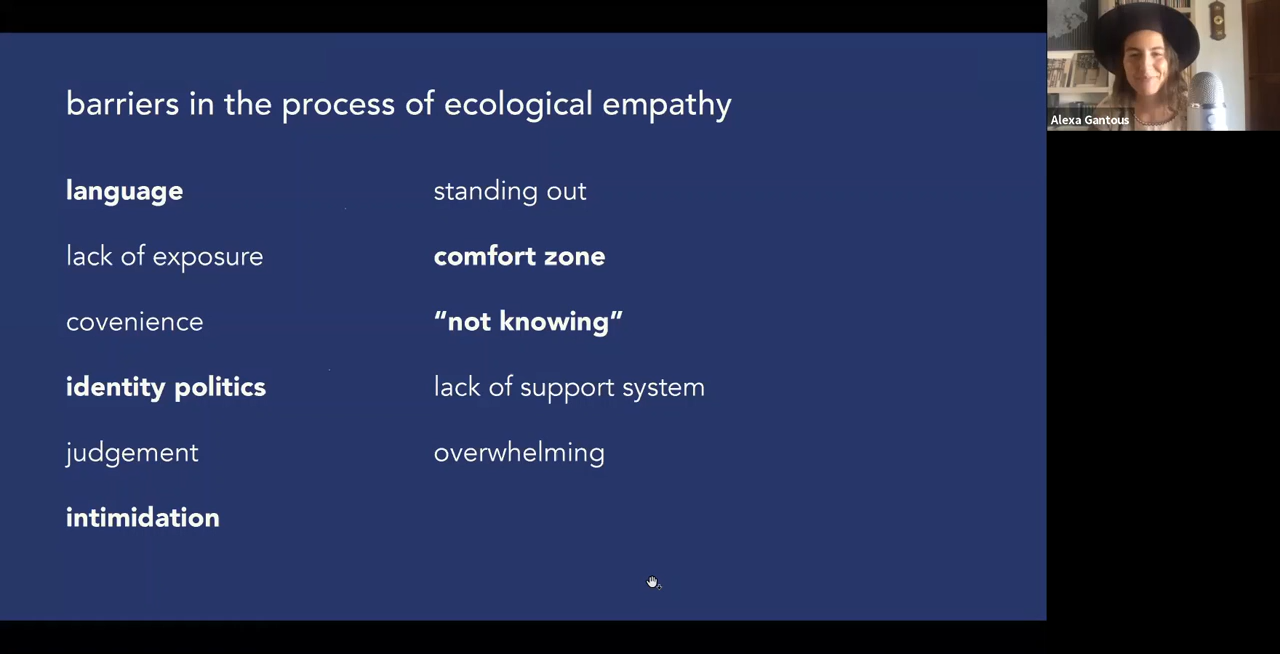 barriers in the process of ecological empathy
language
lack of exposure
covenience
identity politics
judgement
intimidation
standing out
comfort zone
“not knowing”
lack of support system
overwhelming
Alexa Gantous